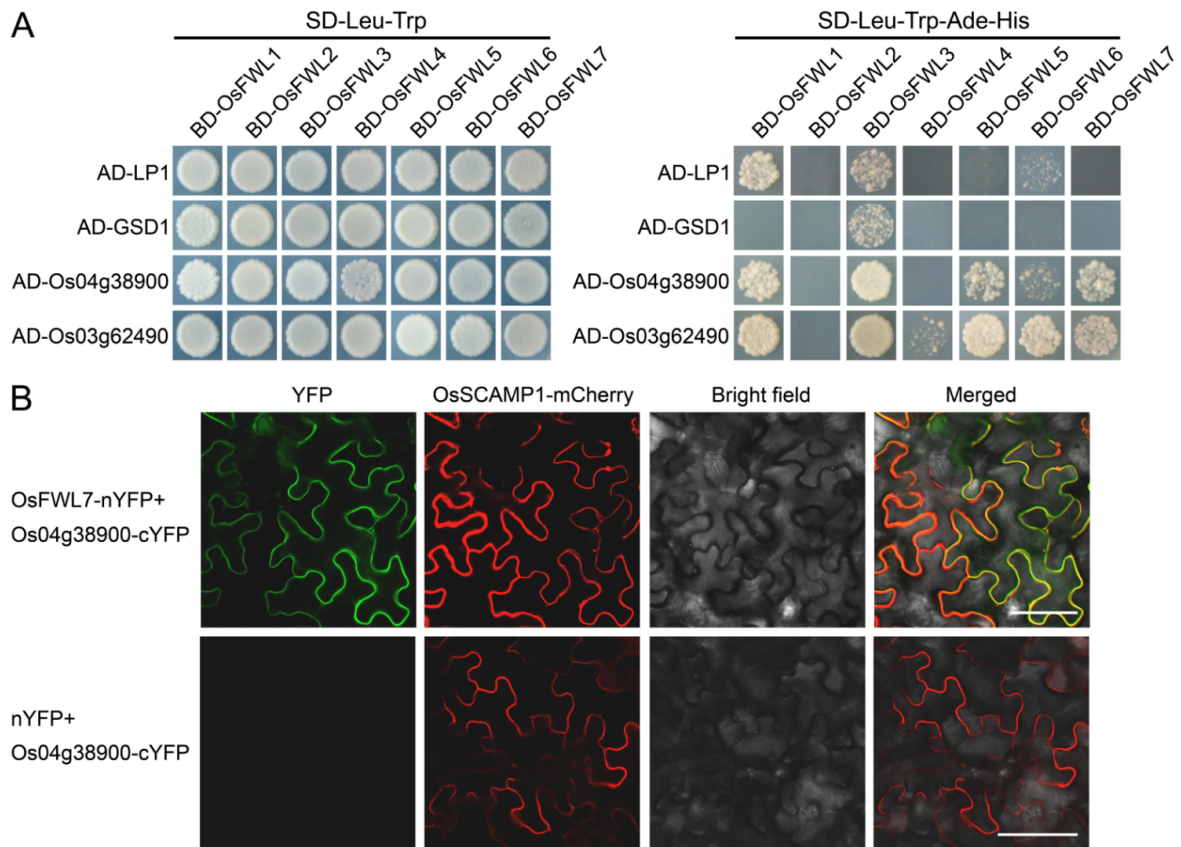 A
SD-Leu-Trp
SD-Leu-Trp-Ade-His
BD-OsFWL1
BD-OsFWL2
BD-OsFWL3
BD-OsFWL4
BD-OsFWL5
BD-OsFWL6
BD-OsFWL7
BD-OsFWL1
BD-OsFWL2
BD-OsFWL3
BD-OsFWL4
BD-OsFWL5
BD-OsFWL6
BD-OsFWL7
AD-LP1
AD-LP1
AD-GSD1
AD-GSD1
AD-Os04g38900
AD-Os04g38900
AD-Os03g62490
AD-Os03g62490
B
YFP
OsSCAMP1-mCherry
Bright field
Merged
OsFWL7-nYFP+
Os04g38900-cYFP
nYFP+
Os04g38900-cYFP